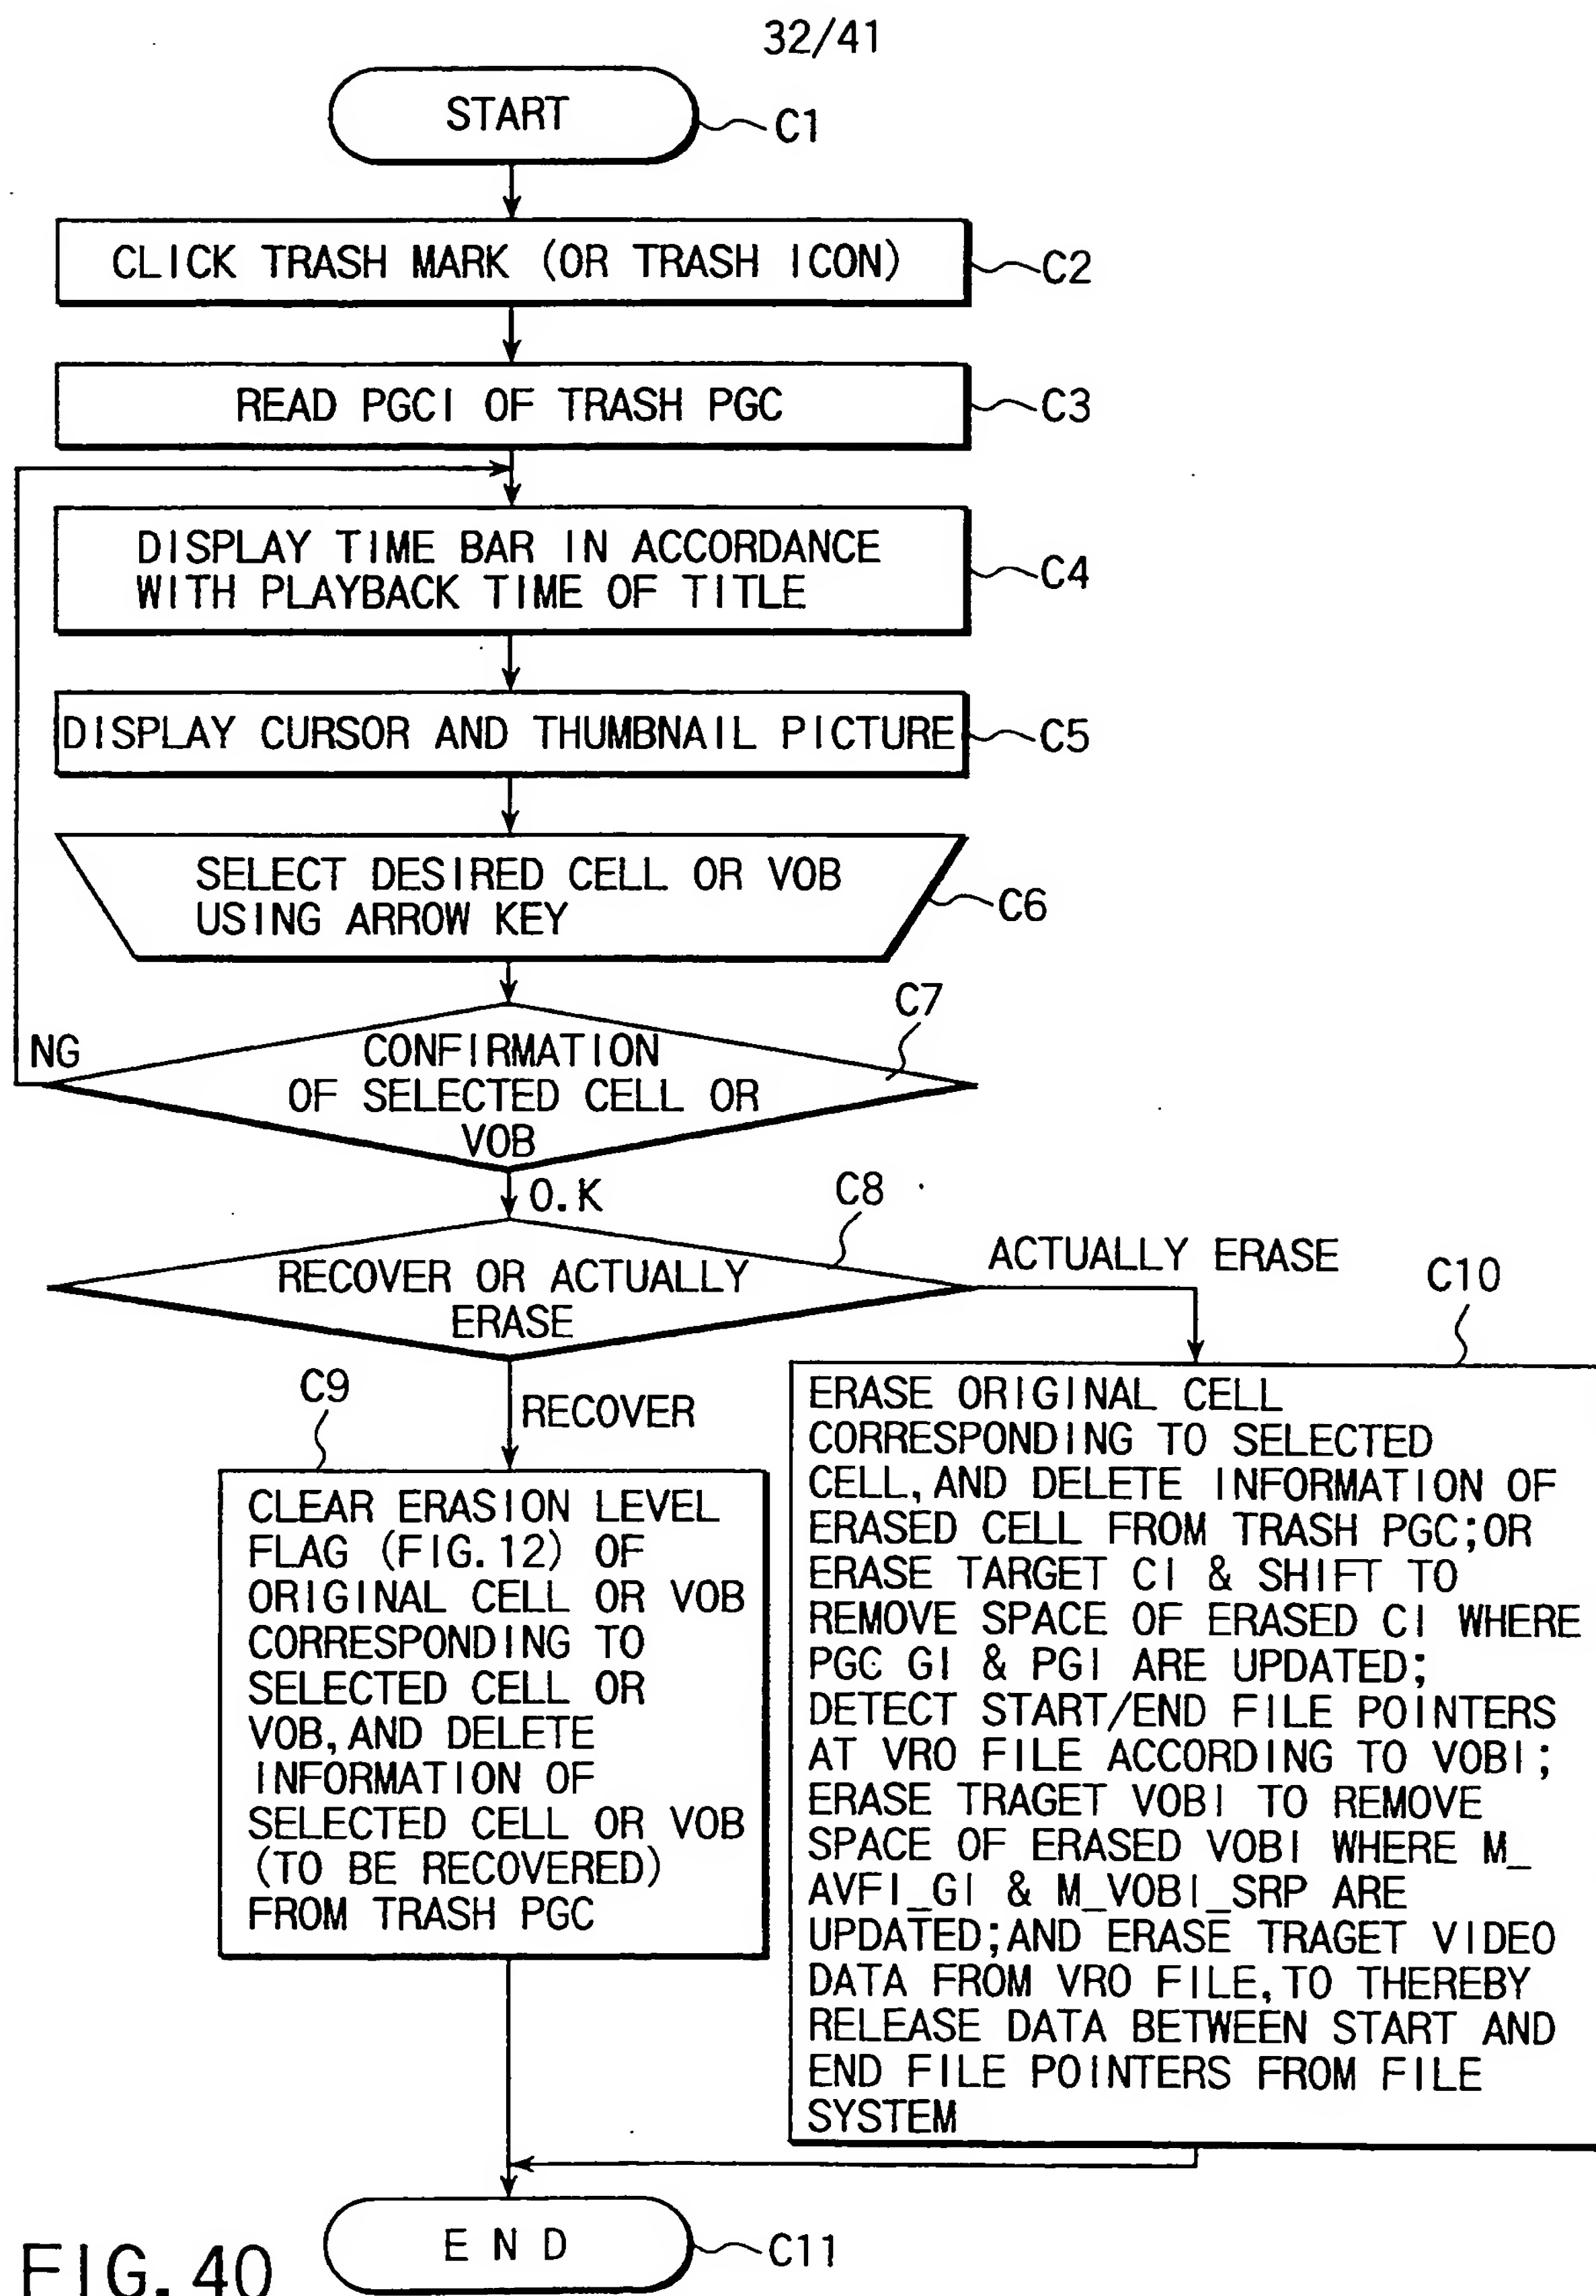 32/41
START
C1
CLICK TRASH MARK (OR TRASH ICON)
C2
READ PGCI OF TRASH PGC
C3
DISPLAY TIME BAR IN ACCORDANCE
WITH PLAYBACK TIME OF TITLE
C4
DISPLAY CURSOR AND THUMBNAIL PICTURE
C5
SELECT DESIRED CELL OR VOB
USING ARROW KEY
C6
C7
NG
CONFIRMATION
OF SELECTED CELL OR
VOB
O.K
C8
RECOVER OR ACTUALLY
ERASE
ACTUALLY ERASE
C10
C9
RECOVER
CLEAR ERASION LEVEL
FLAG (FIG.12) OF
ORIGINAL CELL OR VOB
CORRESPONDING TO
SELECTED CELL OR
VOB, AND DELETE
INFORMATION OF
SELECTED CELL OR VOB
(TO BE RECOVERED)
FROM TRASH PGC
ERASE ORIGINAL CELL
CORRESPONDING TO SELECTED
CELL, AND DELETE INFORMATION OF
ERASED CELL FROM TRASH PGC;OR
ERASE TARGET CI & SHIFT TO
REMOVE SPACE OF ERASED CI WHERE
PGC GI & PGI ARE UPDATED;
DETECT START/END FILE POINTERS
AT VRO FILE ACCORDING TO VOBI;
ERASE TRAGET VOBI TO REMOVE
SPACE OF ERASED VOBI WHERE M_
AVFI_GI & M_VOBI_SRP ARE
UPDATED;AND ERASE TRAGET VIDEO
DATA FROM VRO FILE, TO THEREBY
RELEASE DATA BETWEEN START AND
END FILE POINTERS FROM FILE
SYSTEM
END
C11
FIG. 40